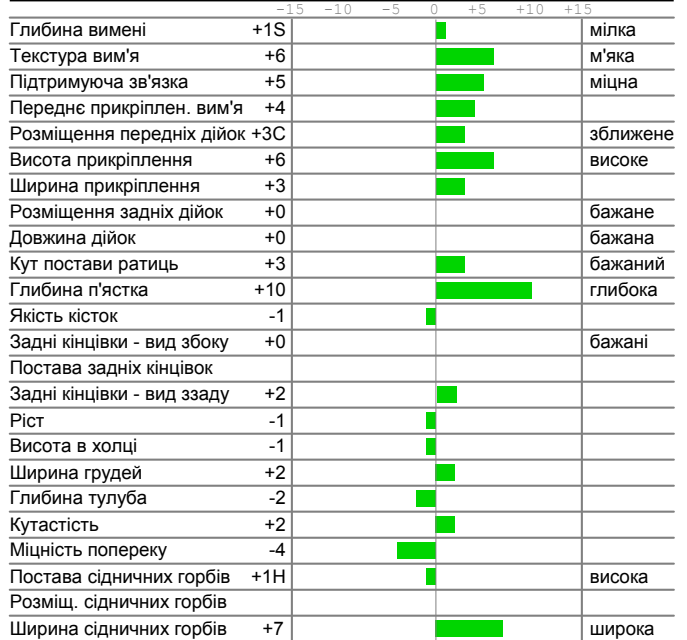 -15 -10 -5 0 +5 +10 +15
Глибина вимені +1S мілка
Текстура вим'я +6 м'яка
Підтримуюча зв'язка +5 міцна
Переднє прикріплен. вим'я +4
Розміщення передніх дійок +3C зближене
Висота прикріплення +6 високе
Ширина прикріплення +3
Розміщення задніх дійок +0 бажане
Довжина дійок +0 бажана
Кут постави ратиць +3 бажаний
Глибина п'ястка +10 глибока
Якість кісток -1
Задні кінцівки - вид збоку +0 бажані
Постава задніх кінцівок
Задні кінцівки - вид ззаду +2
Ріст -1
Висота в холці -1
Ширина грудей +2
Глибина тулуба -2
Кутастість +2
Міцність попереку -4
Постава сідничних горбів +1H висока
Розміщ. сідничних горбів
Ширина сідничних горбів +7 широка